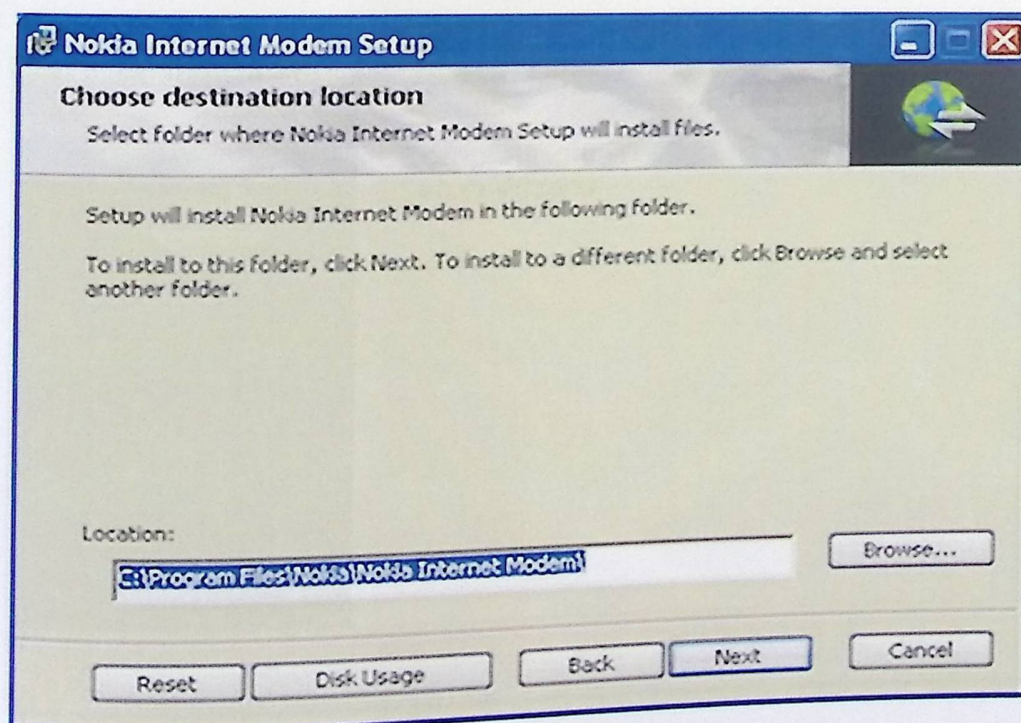 Nokia Internet Modem Setup
Choose destination location
Select folder where Nokia Internet Modem Setup will install files.
Setup will install Nokia Internet Modem in the following folder.
To install to this folder, click Next. To install to a different folder, click Browse and select
another folder.
Location:
C:\Program Files\Nokia\Nokia Internet Modem\
Browse...
Reset
Disk Usage
Back
Next
Cancel